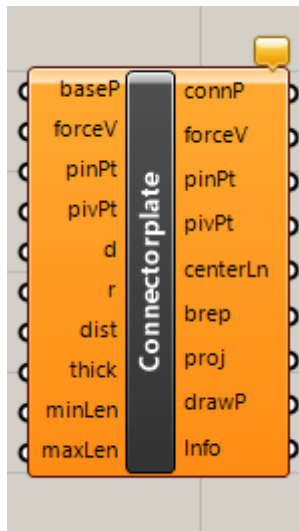 baseP
forceV
pinPt
pivPt
d
r
dist
thick
minLen
maxLen
Connectorplate
connP
forceV
pinPt
pivPt
centerLn
brep
proj
drawP
Info